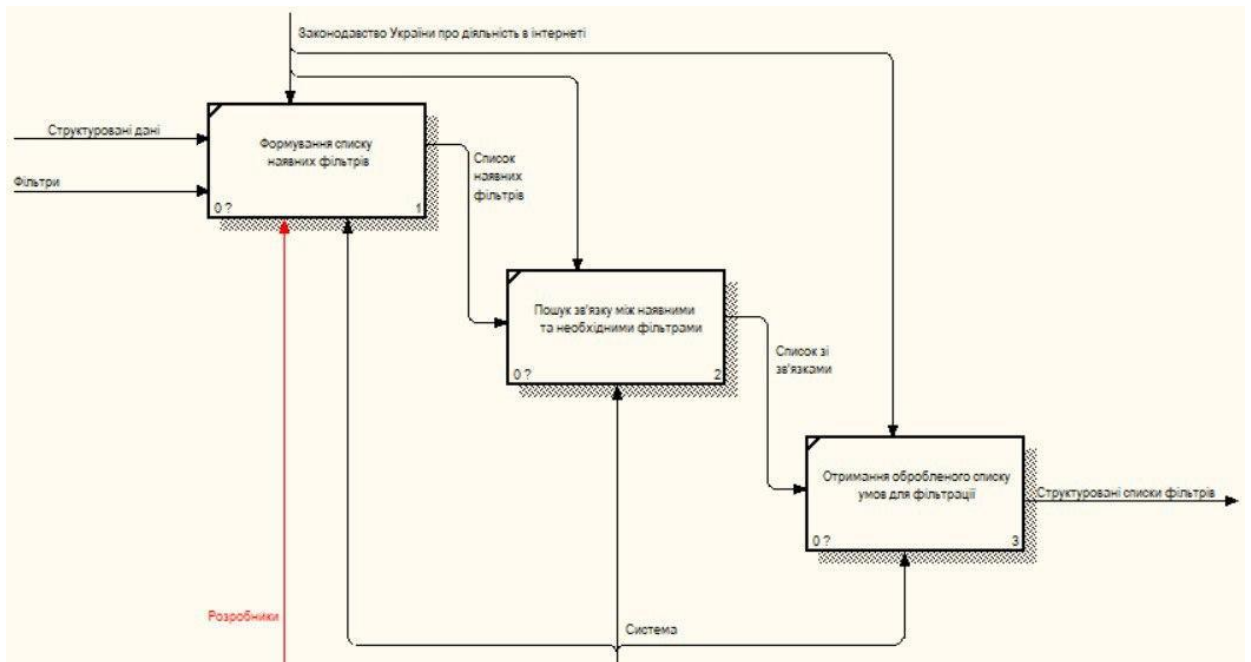 Законодавство України про діяльність в інтернеті
Структуровані дані
Фільтри
Формування списку
наявних фільтрів
0 ?
1
Список
наявних
фільтрів
Пошук зв'язку між наявними
та необхідними фільтрами
0 ?
2
Список зі
зв'язками
Отримання обробленого списку
умов для фільтрації
0 ?
3
Структуровані списки фільтрів
Розробники
Система